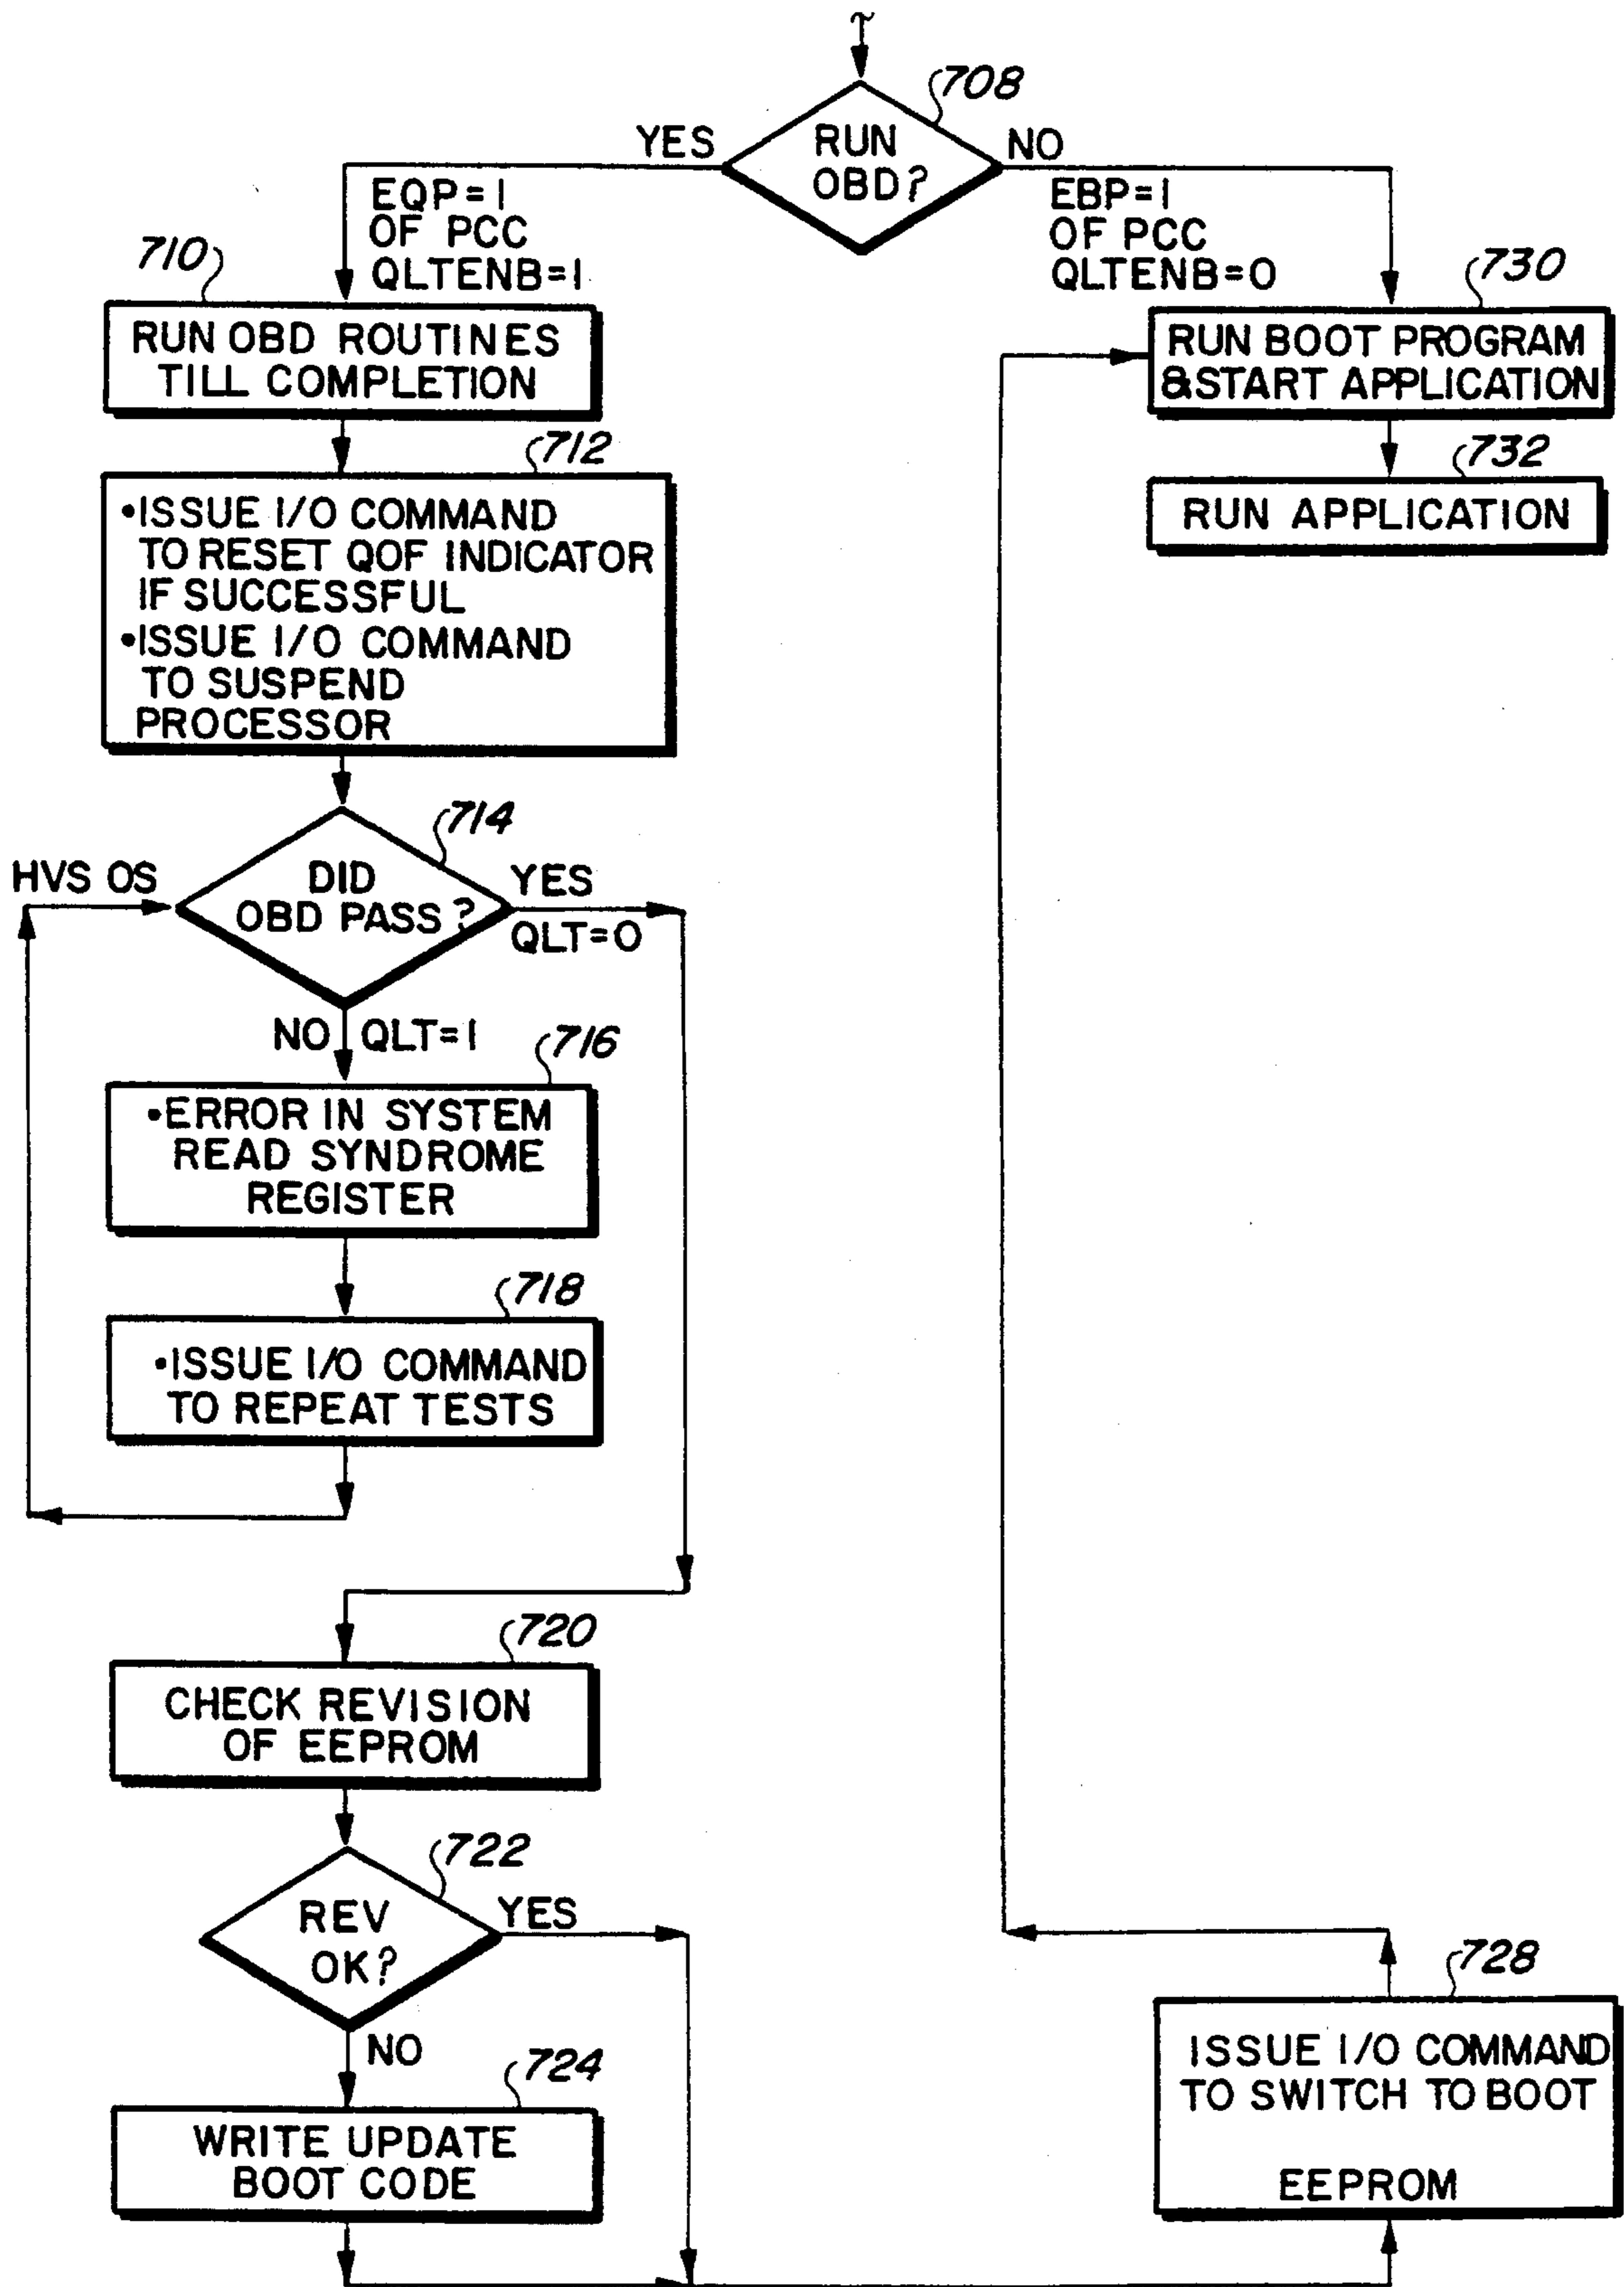 708
YES
RUN
OBD?
NO
EQP=1
OF PCC
QLTENB=1
EBP=1
OF PCC
QLTENB=0
710
RUN OBD ROUTINES
TILL COMPLETION
730
RUN BOOT PROGRAM
&START APPLICATION
712
•ISSUE I/O COMMAND
TO RESET QOF INDICATOR
IF SUCCESSFUL
•ISSUE I/O COMMAND
TO SUSPEND
PROCESSOR
732
RUN APPLICATION
714
HVS OS
DID
OBD PASS?
YES
QLT=0
NO
QLT=1
716
•ERROR IN SYSTEM
READ SYNDROME
REGISTER
718
•ISSUE I/O COMMAND
TO REPEAT TESTS
720
CHECK REVISION
OF EEPROM
722
REV
OK?
YES
NO
724
WRITE UPDATE
BOOT CODE
728
ISSUE I/O COMMAND
TO SWITCH TO BOOT
EEPROM